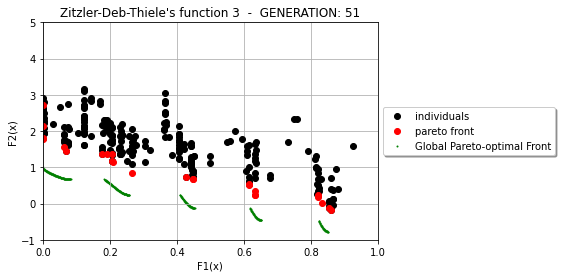 Zitzler-Deb-Thiele's function 3 - GENERATION: 51
5
4
3
2
1
0
-1
F2(x)
0.0 0.2 0.4 0.6 0.8 1.0
F1(x)
individuals
pareto front
Global Pareto-optimal Front